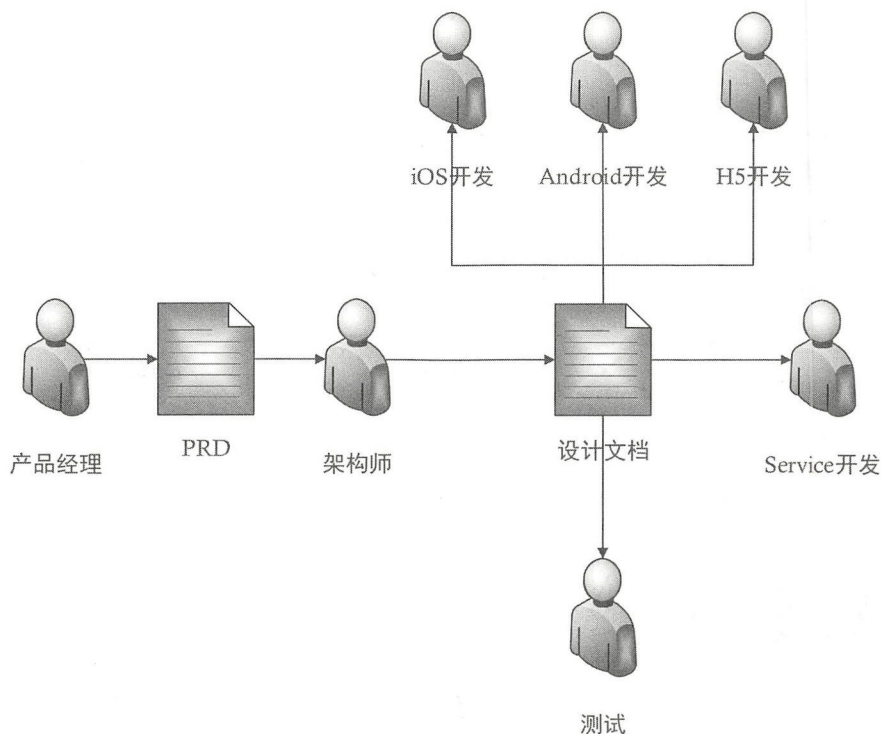 iOS开发
Android开发
H5开发
产品经理
PRD
架构师
设计文档
Service开发
测试